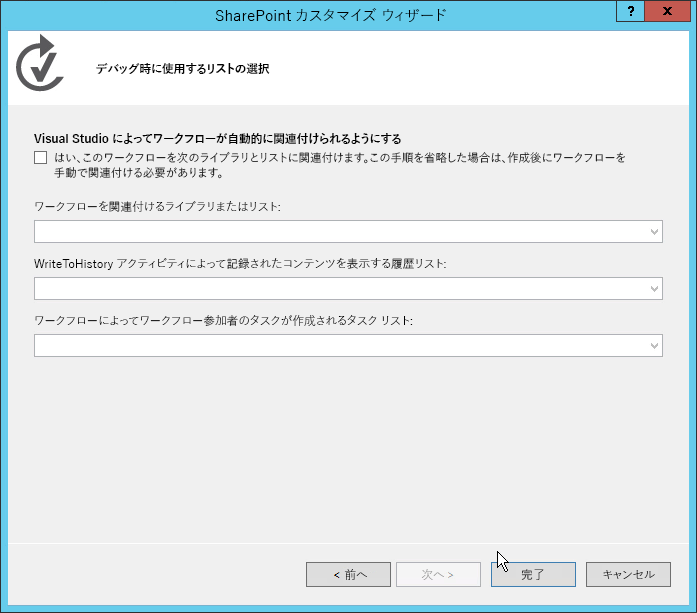 SharePoint カスタマイズ ウィザード
? x
デバッグ時に使用するリストの選択
Visual Studio によってワークフローが自動的に関連付けられるようにする
はい、このワークフローを次のライブラリとリストに関連付けます。この手順を省略した場合は、作成後にワークフローを
手動で関連付ける必要があります。
ワークフローを関連付けるライブラリまたはリスト:
WriteToHistory アクティビティによって記録されたコンテンツを表示する履歴リスト:
ワークフローによってワークフロー参加者のタスクが作成されるタスク リスト:
< 前へ 次へ > 完了 キャンセル